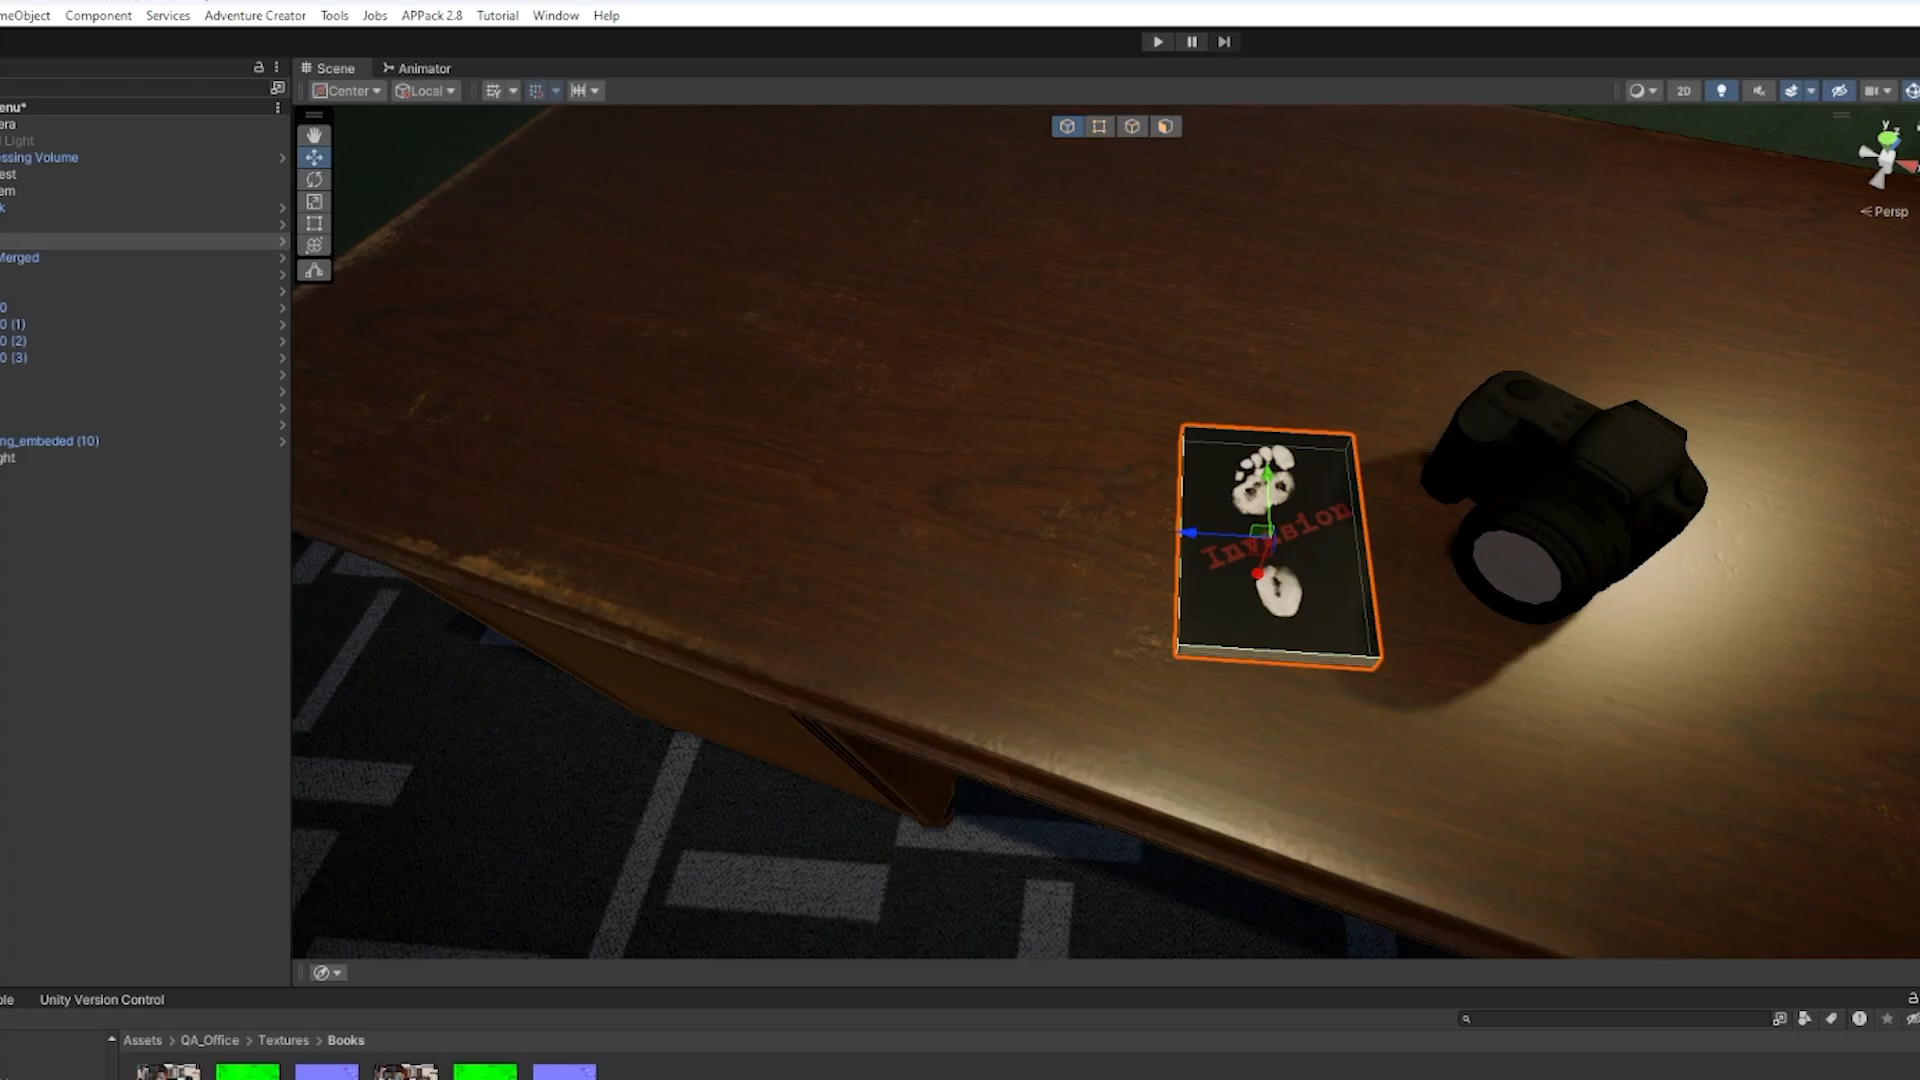 meObject Component Services Adventure Creator Tools Jobs APPack 2.8 Tutorial Window Help
Scene Animator
Center Local 2D
enu*
era
Light
essing Volume
est
em
k
Merged
0
0 (1)
0 (2)
0 (3)
ng_embeded (10)
ght
y
z
Persp
Invasion
ole Unity Version Control
Assets > QA_Office > Textures > Books